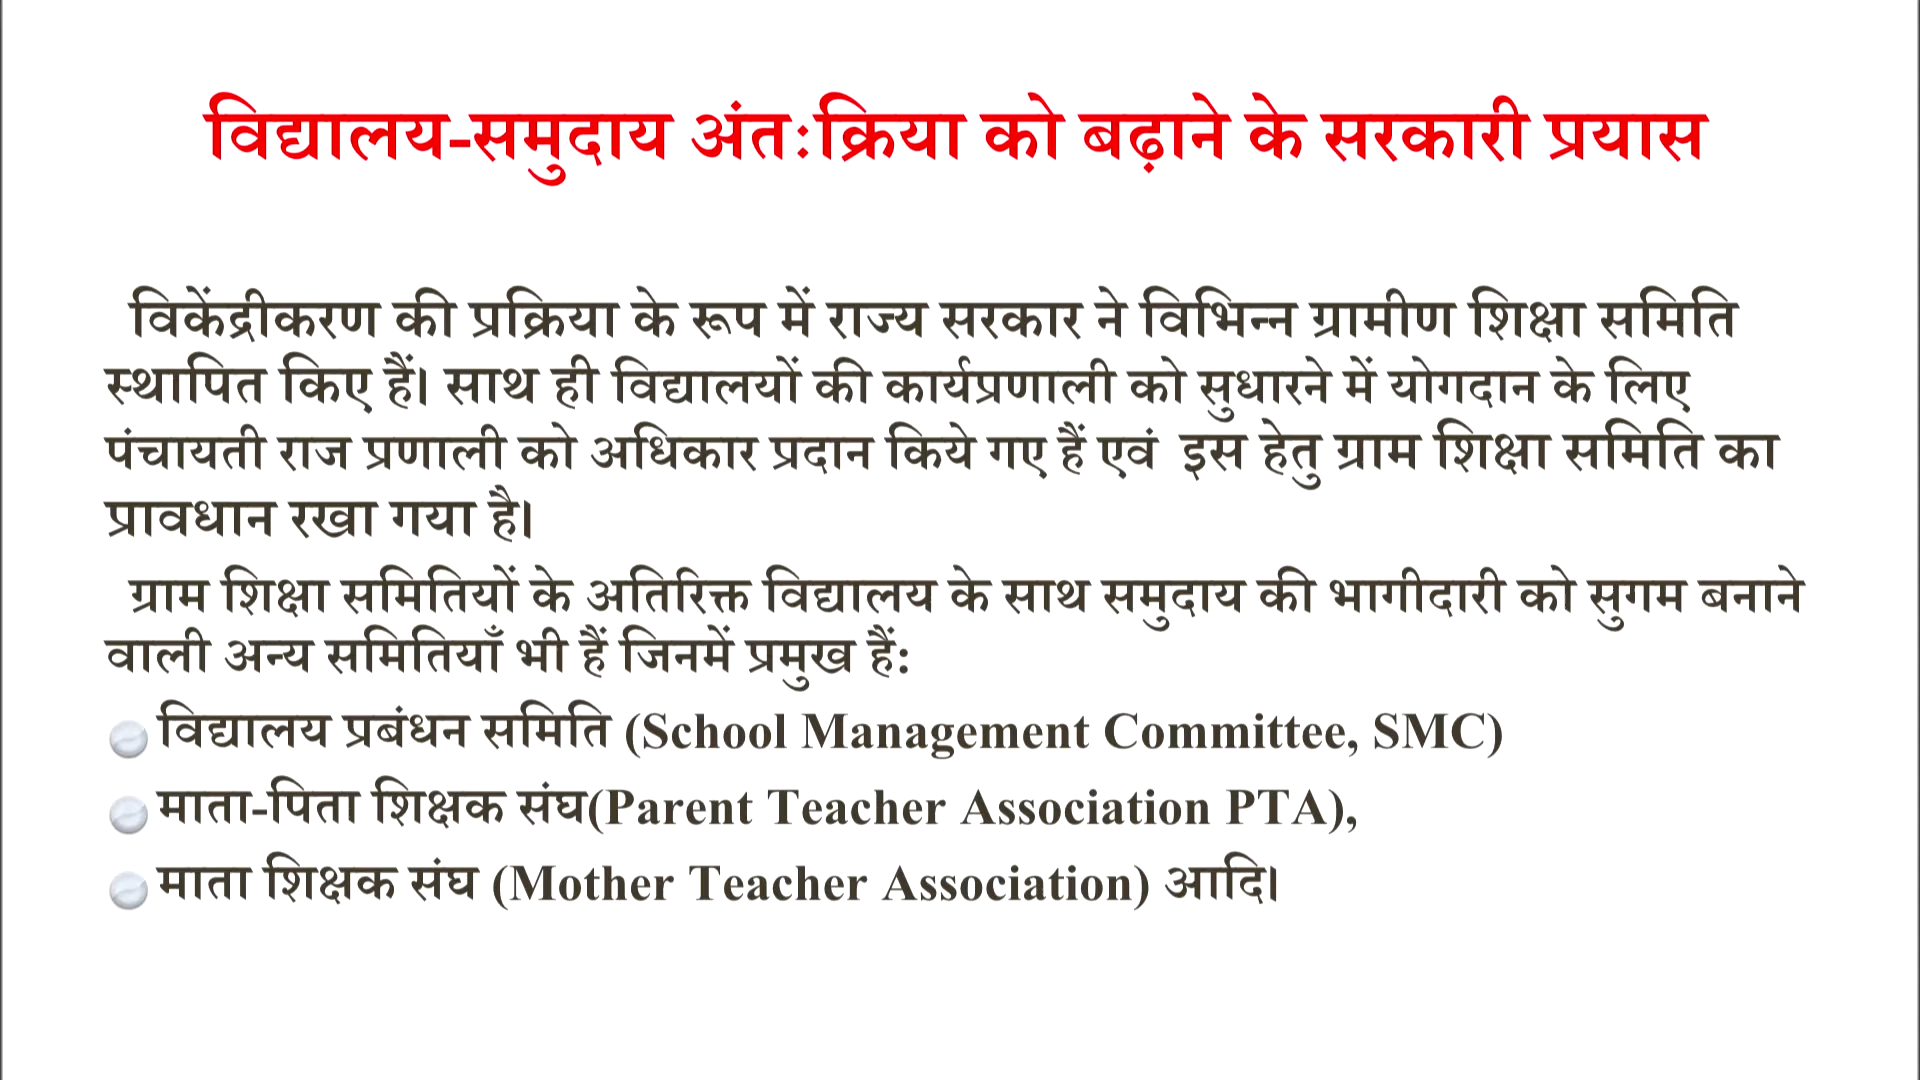 विद्यालय-समुदाय अंतःक्रिया को बढ़ाने के सरकारी प्रयास
विकेंद्रीकरण की प्रक्रिया के रूप में राज्य सरकार ने विभिन्न ग्रामीण शिक्षा समिति
स्थापित किए हैं। साथ ही विद्यालयों की कार्यप्रणाली को सुधारने में योगदान के लिए
पंचायती राज प्रणाली को अधिकार प्रदान किये गए हैं एवं इस हेतु ग्राम शिक्षा समिति का
प्रावधान रखा गया है।
ग्राम शिक्षा समितियों के अतिरिक्त विद्यालय के साथ समुदाय की भागीदारी को सुगम बनाने
वाली अन्य समितियाँ भी हैं जिनमें प्रमुख हैं:
विद्यालय प्रबंधन समिति (School Management Committee, SMC)
माता-पिता शिक्षक संघ(Parent Teacher Association PTA),
माता शिक्षक संघ (Mother Teacher Association) आदि।